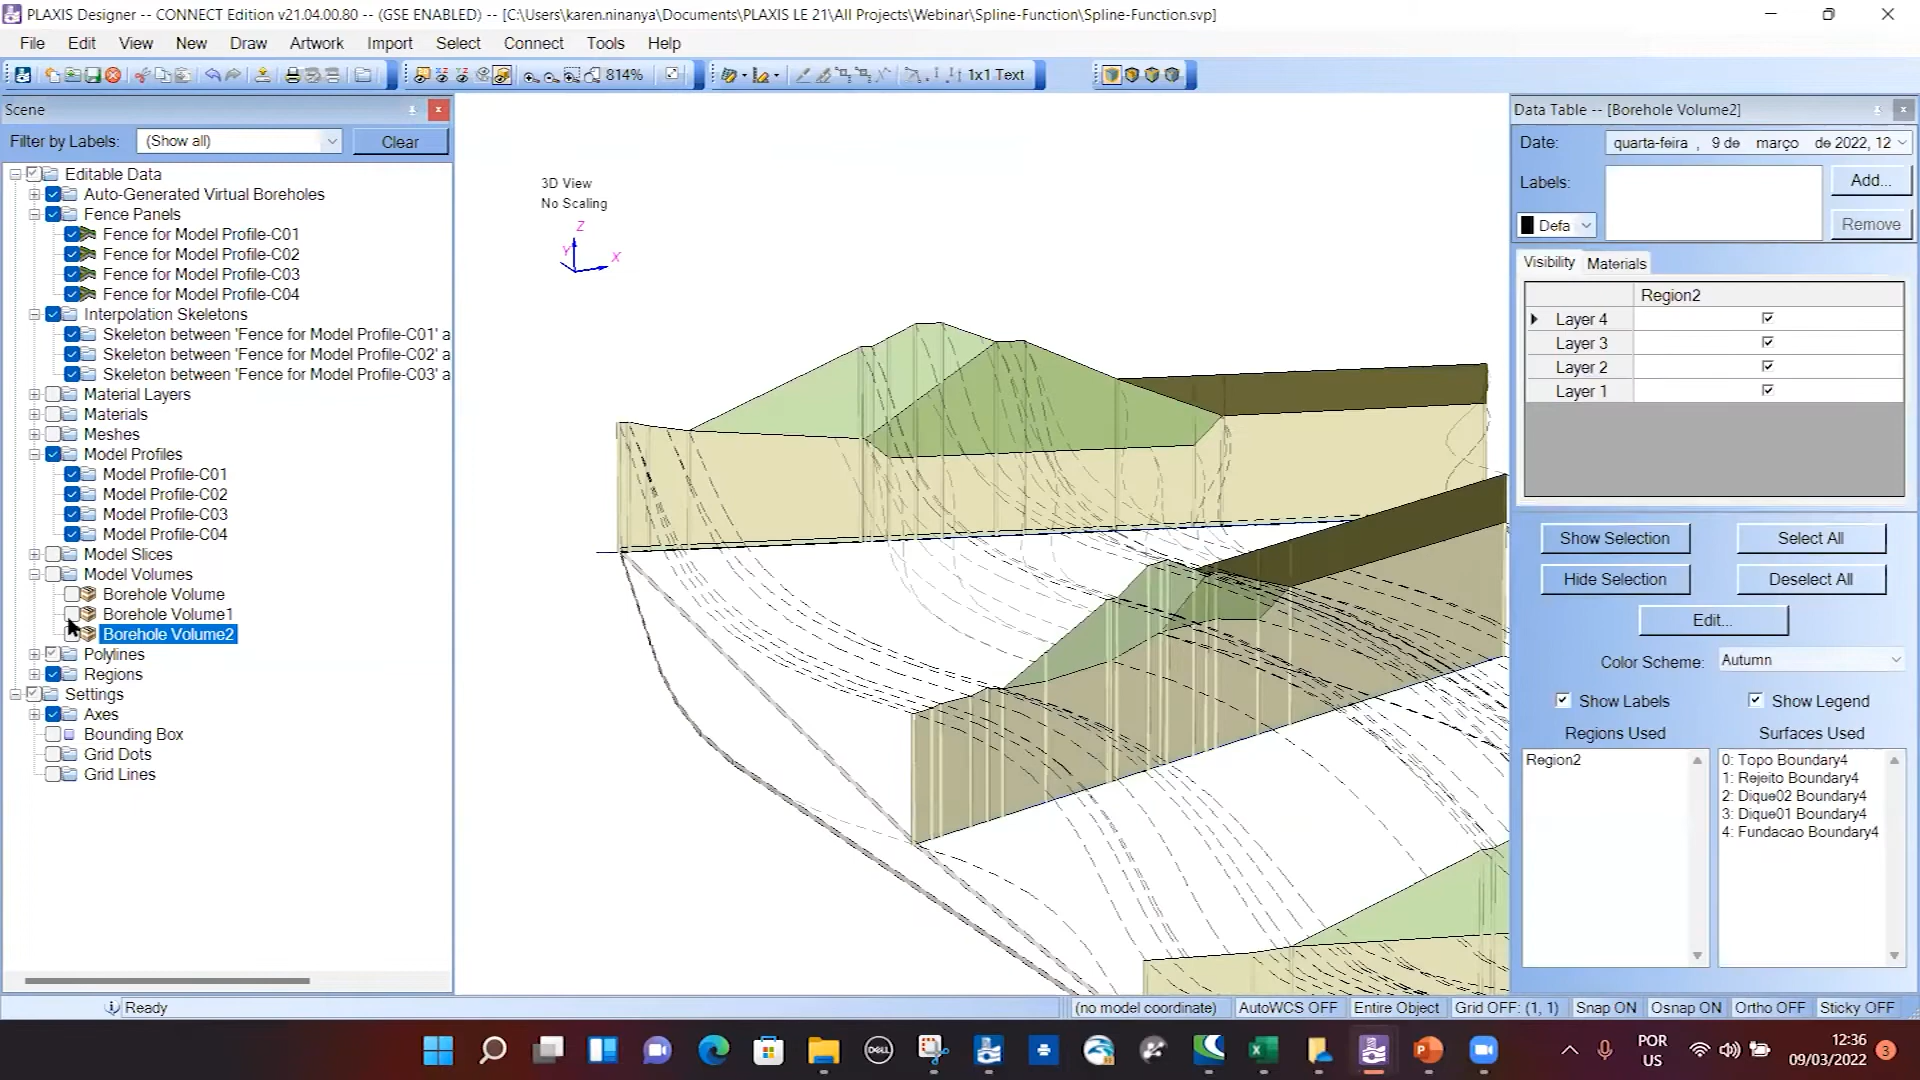 PLAXIS Designer -- CONNECT Edition v21.04.00.80 -- (GSE ENABLED) -- [C:\Users\karen.ninanya\Documents\PLAXIS LE 21\All Projects\Webinar\Spline-Function\Spline-Function.svp]
File Edit View New Draw Artwork Import Select Connect Tools Help
814% 1x1 Text
Scene
Filter by Labels: (Show all) Clear
Editable Data
Auto-Generated Virtual Boreholes
Fence Panels
Fence for Model Profile-C01
Fence for Model Profile-C02
Fence for Model Profile-C03
Fence for Model Profile-C04
Interpolation Skeletons
Skeleton between 'Fence for Model Profile-C01' a
Skeleton between 'Fence for Model Profile-C02' a
Skeleton between 'Fence for Model Profile-C03' a
Material Layers
Materials
Meshes
Model Profiles
Model Profile-C01
Model Profile-C02
Model Profile-C03
Model Profile-C04
Model Slices
Model Volumes
Borehole Volume
Borehole Volume1
Borehole Volume2
Polylines
Regions
Settings
Axes
Bounding Box
Grid Dots
Grid Lines
3D View
No Scaling
Z
Y
X
Data Table -- [Borehole Volume2]
Date: quarta-feira , 9 de março de 2022, 12
Labels: Add...
Defa Remove
Visibility Materials
Region2
Layer 4
Layer 3
Layer 2
Layer 1
Show Selection Select All
Hide Selection Deselect All
Edit...
Color Scheme: Autumn
Show Labels Show Legend
Regions Used Surfaces Used
Region2
0: Topo Boundary4
1: Rejeito Boundary4
2: Dique02 Boundary4
3: Dique01 Boundary4
4: Fundacao Boundary4
Ready (no model coordinate) AutoWCS OFF Entire Object Grid OFF: (1, 1) Snap ON Osnap ON Ortho OFF Sticky OFF
DELL
POR
US
12:36
09/03/2022
3